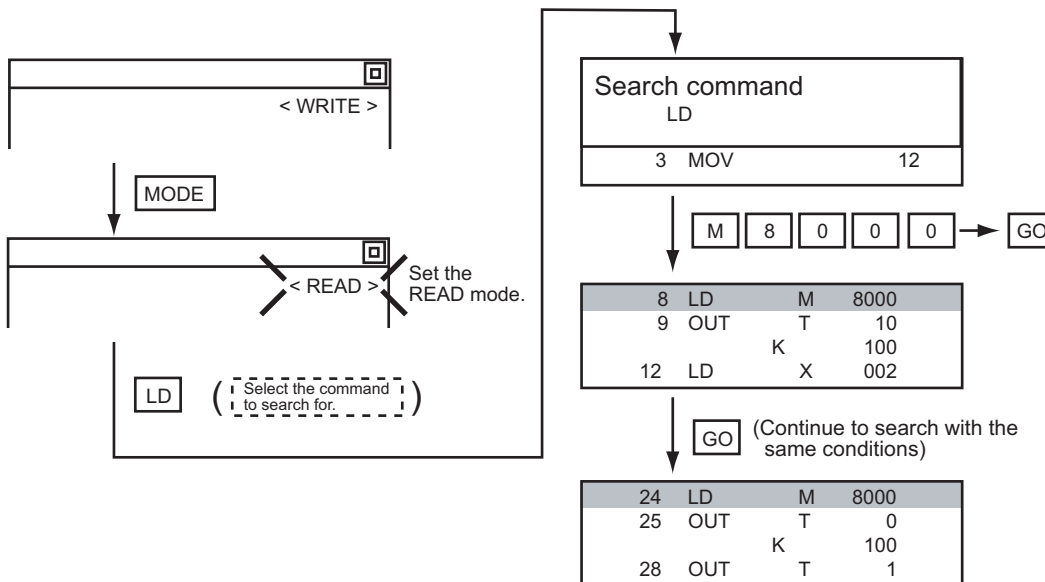 < WRITE >
MODE
< READ >
Set the
READ mode.
LD
( Select the command
to search for. )
Search command
LD
3 MOV 12
M 8 0 0 0 GO
8 LD M 8000
9 OUT T 10
K 100
12 LD X 002
GO (Continue to search with the
same conditions)
24 LD M 8000
25 OUT T 0
K 100
28 OUT T 1